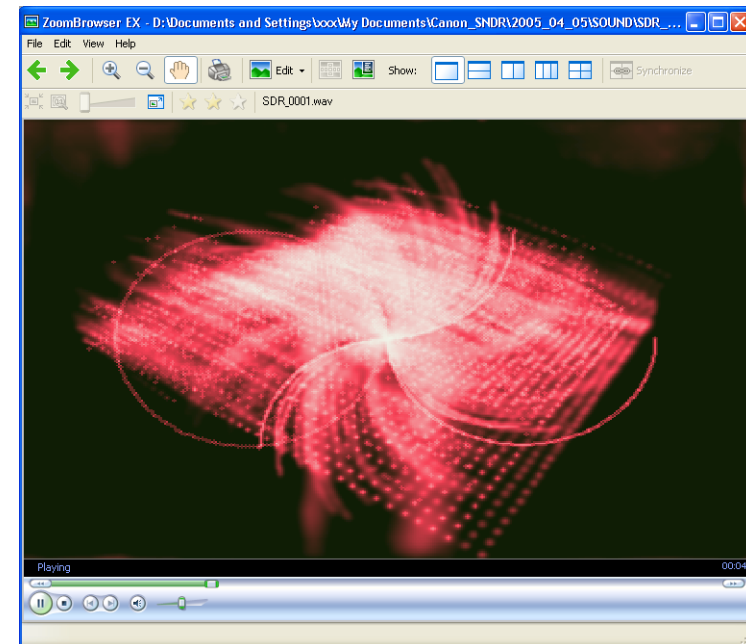 ZoomBrowser EX - D:\Documents and Settings\xxx\My Documents\Canon_SNDR\2005_04_05\SOUND\SDR_...
File Edit View Help
Edit Show: Synchronize
SDR_0001.wav
Playing 00:04